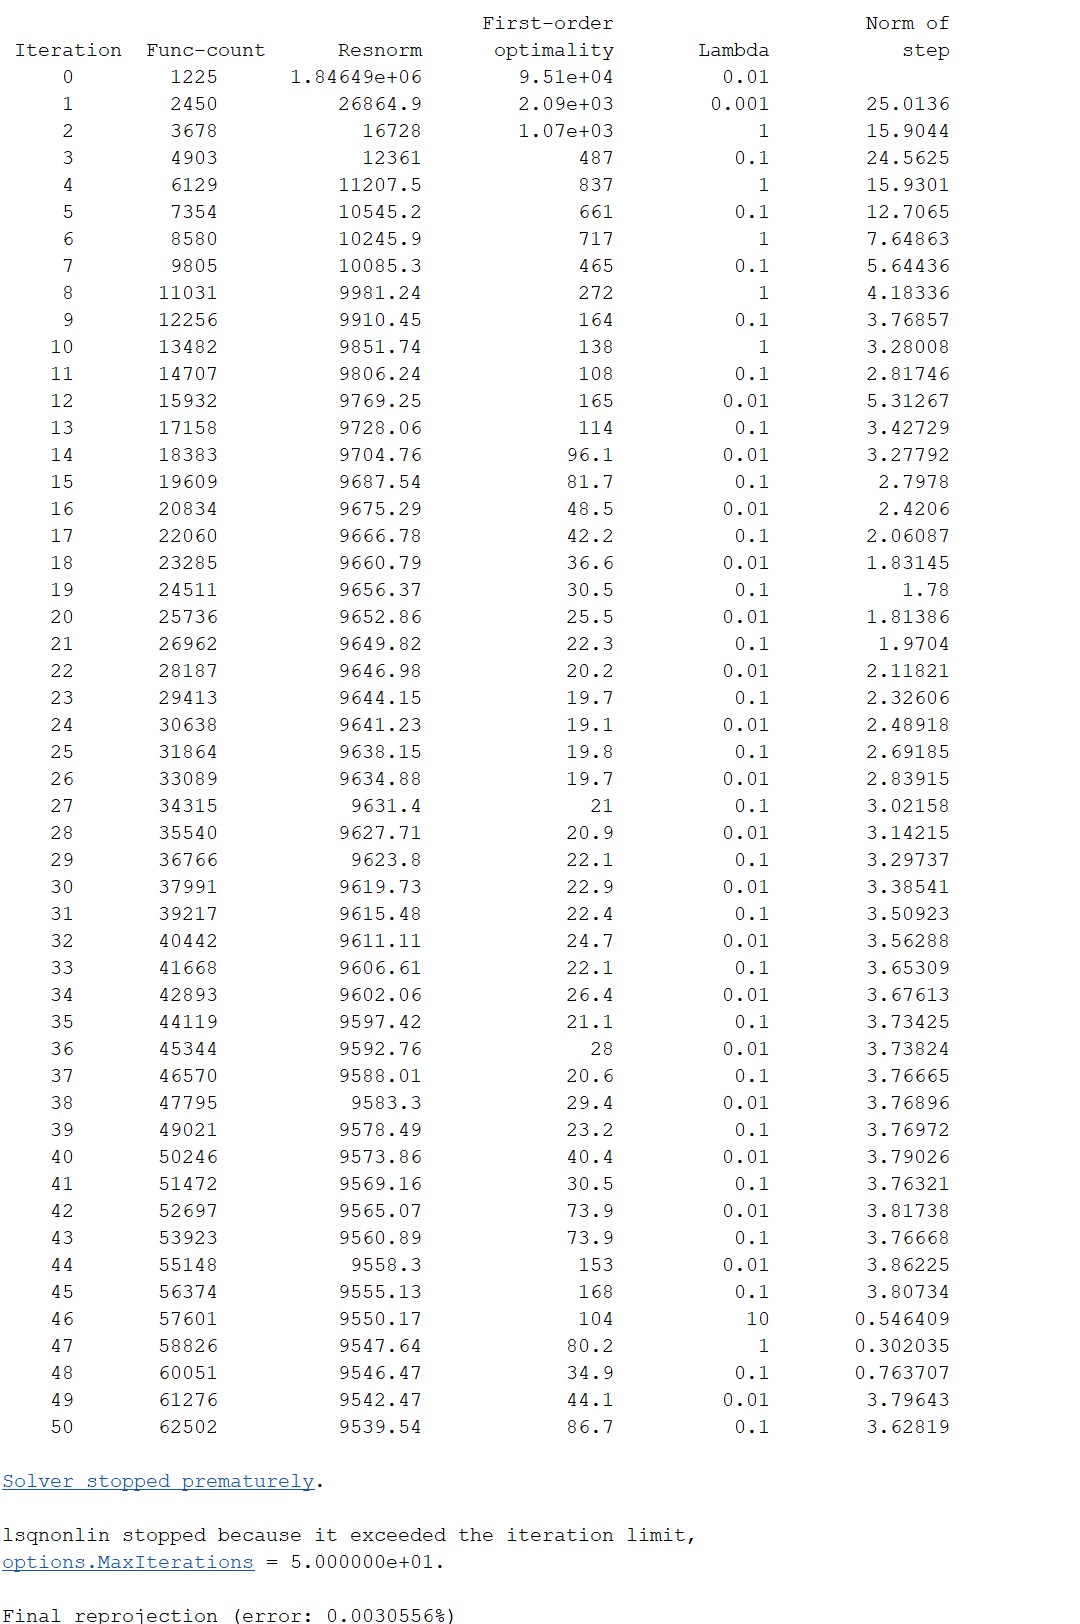 First-order Norm of
Iteration Func-count Resnorm optimality Lambda step
0 1225 1.84649e+06 9.51e+04 0.01
1 2450 26864.9 2.09e+03 0.001 25.0136
2 3678 16728 1.07e+03 1 15.9044
3 4903 12361 487 0.1 24.5625
4 6129 11207.5 837 1 15.9301
5 7354 10545.2 661 0.1 12.7065
6 8580 10245.9 717 1 7.64863
7 9805 10085.3 465 0.1 5.64436
8 11031 9981.24 272 1 4.18336
9 12256 9910.45 164 0.1 3.76857
10 13482 9851.74 138 1 3.28008
11 14707 9806.24 108 0.1 2.81746
12 15932 9769.25 165 0.01 5.31267
13 17158 9728.06 114 0.1 3.42729
14 18383 9704.76 96.1 0.01 3.27792
15 19609 9687.54 81.7 0.1 2.7978
16 20834 9675.29 48.5 0.01 2.4206
17 22060 9666.78 42.2 0.1 2.06087
18 23285 9660.79 36.6 0.01 1.83145
19 24511 9656.37 30.5 0.1 1.78
20 25736 9652.86 25.5 0.01 1.81386
21 26962 9649.82 22.3 0.1 1.9704
22 28187 9646.98 20.2 0.01 2.11821
23 29413 9644.15 19.7 0.1 2.32606
24 30638 9641.23 19.1 0.01 2.48918
25 31864 9638.15 19.8 0.1 2.69185
26 33089 9634.88 19.7 0.01 2.83915
27 34315 9631.4 21 0.1 3.02158
28 35540 9627.71 20.9 0.01 3.14215
29 36766 9623.8 22.1 0.1 3.29737
30 37991 9619.73 22.9 0.01 3.38541
31 39217 9615.48 22.4 0.1 3.50923
32 40442 9611.11 24.7 0.01 3.56288
33 41668 9606.61 22.1 0.1 3.65309
34 42893 9602.06 26.4 0.01 3.67613
35 44119 9597.42 21.1 0.1 3.73425
36 45344 9592.76 28 0.01 3.73824
37 46570 9588.01 20.6 0.1 3.76665
38 47795 9583.3 29.4 0.01 3.76896
39 49021 9578.49 23.2 0.1 3.76972
40 50246 9573.86 40.4 0.01 3.79026
41 51472 9569.16 30.5 0.1 3.76321
42 52697 9565.07 73.9 0.01 3.81738
43 53923 9560.89 73.9 0.1 3.76668
44 55148 9558.3 153 0.01 3.86225
45 56374 9555.13 168 0.1 3.80734
46 57601 9550.17 104 10 0.546409
47 58826 9547.64 80.2 1 0.302035
48 60051 9546.47 34.9 0.1 0.763707
49 61276 9542.47 44.1 0.01 3.79643
50 62502 9539.54 86.7 0.1 3.62819
Solver stopped prematurely.
lsqnonlin stopped because it exceeded the iteration limit,
options.MaxIterations = 5.000000e+01.
Final reprojection (error: 0.0030556%)